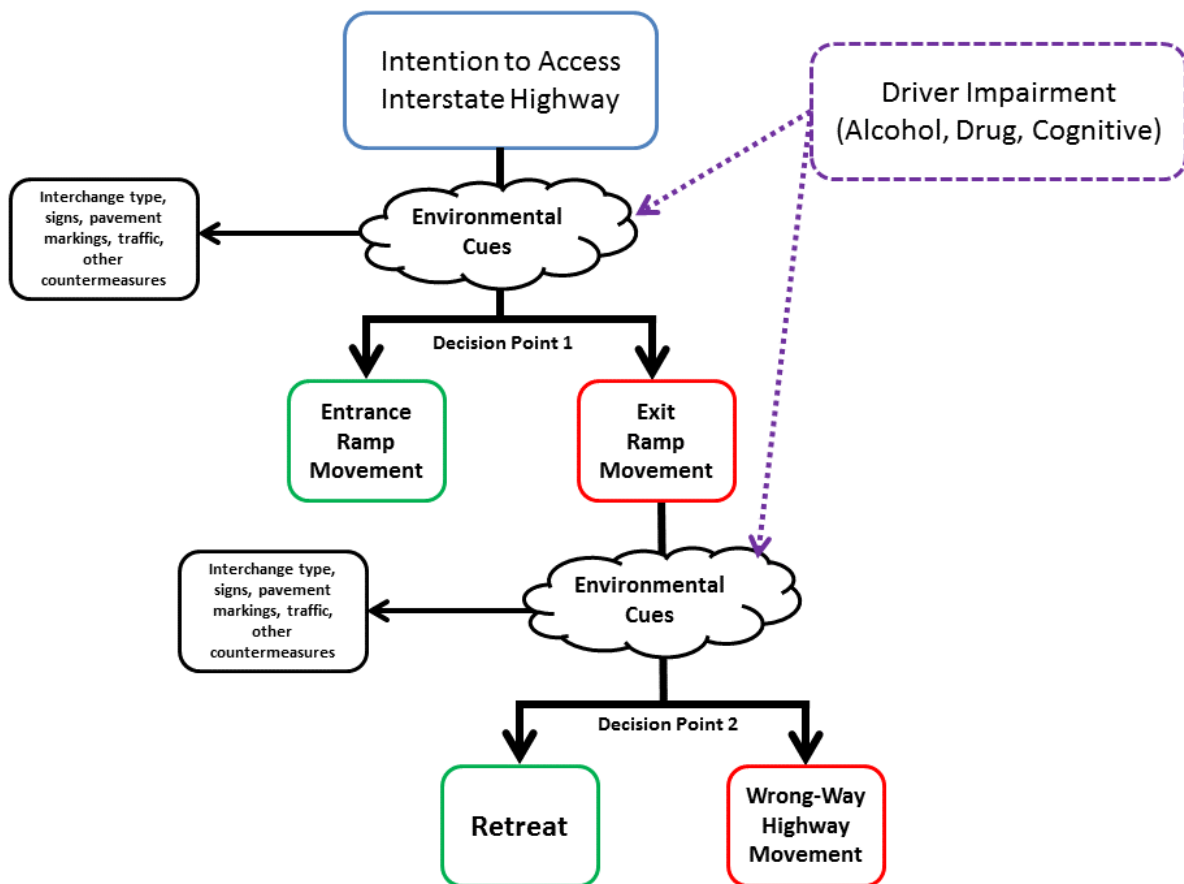 Intention to Access
Interstate Highway
Driver Impairment
(Alcohol, Drug, Cognitive)
Interchange type,
signs, pavement
markings, traffic,
other
countermeasures
Environmental
Cues
Decision Point 1
Entrance
Ramp
Movement
Exit
Ramp
Movement
Interchange type,
signs, pavement
markings, traffic,
other
countermeasures
Environmental
Cues
Decision Point 2
Retreat
Wrong-Way
Highway
Movement